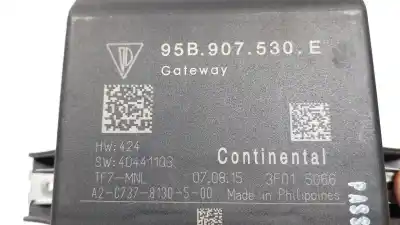 95B.907.530.E
Gateway
HW:424
SW:40441103
Continental
TF7-MNL 07.08.15 3F01 5066
A2-C737-8130-5-00 Made in Philippines
PASS